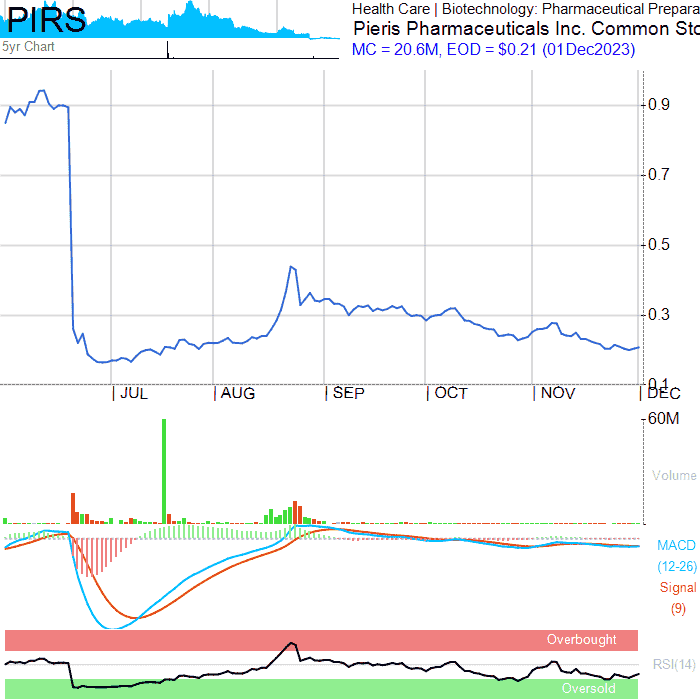 PIRS
Health Care | Biotechnology: Pharmaceutical Prepara
Pieris Pharmaceuticals Inc. Common Sto
5yr Chart
MC = 20.6M, EOD = $0.21 (01Dec2023)
0.9
0.7
0.5
0.3
0.1
JUL
AUG
SEP
OCT
NOV
DEC
60M
Volume
MACD
(12-26)
Signal
(9)
Overbought
RSI(14)
Oversold